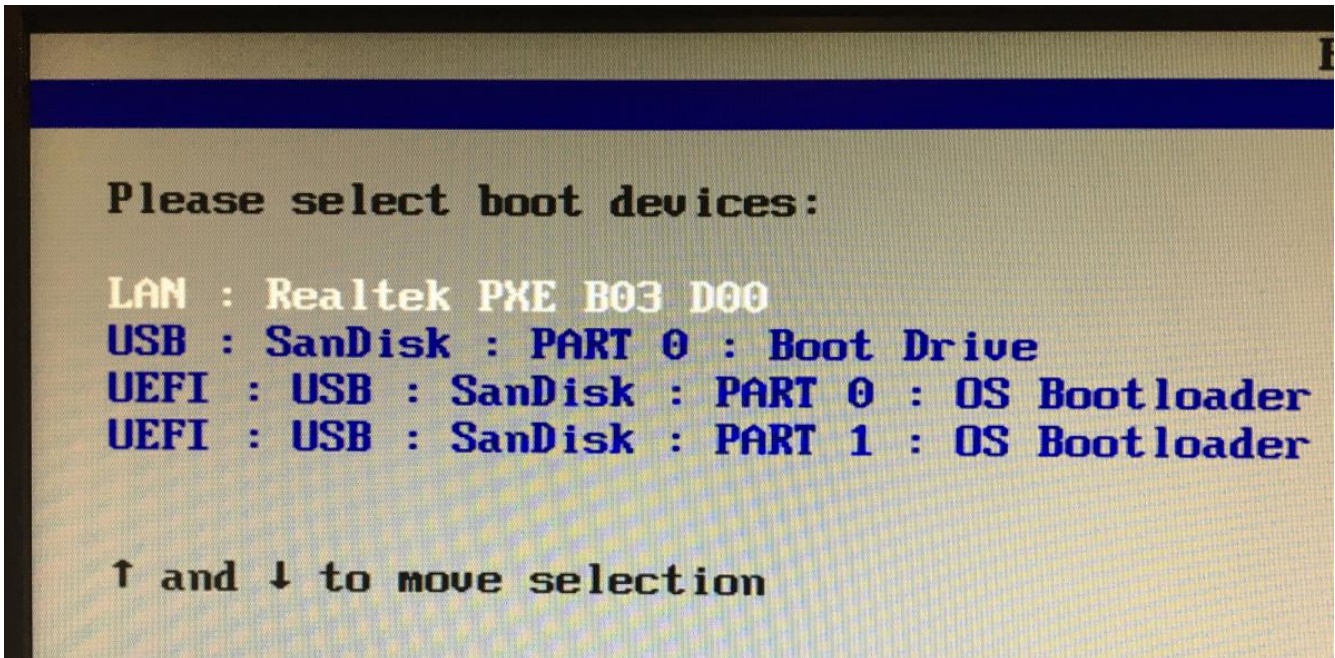 Please select boot devices:
LAN : Realtek PXE B03 D00
USB : SanDisk : PART 0 : Boot Drive
UEFI : USB : SanDisk : PART 0 : OS Bootloader
UEFI : USB : SanDisk : PART 1 : OS Bootloader
↑ and ↓ to move selection